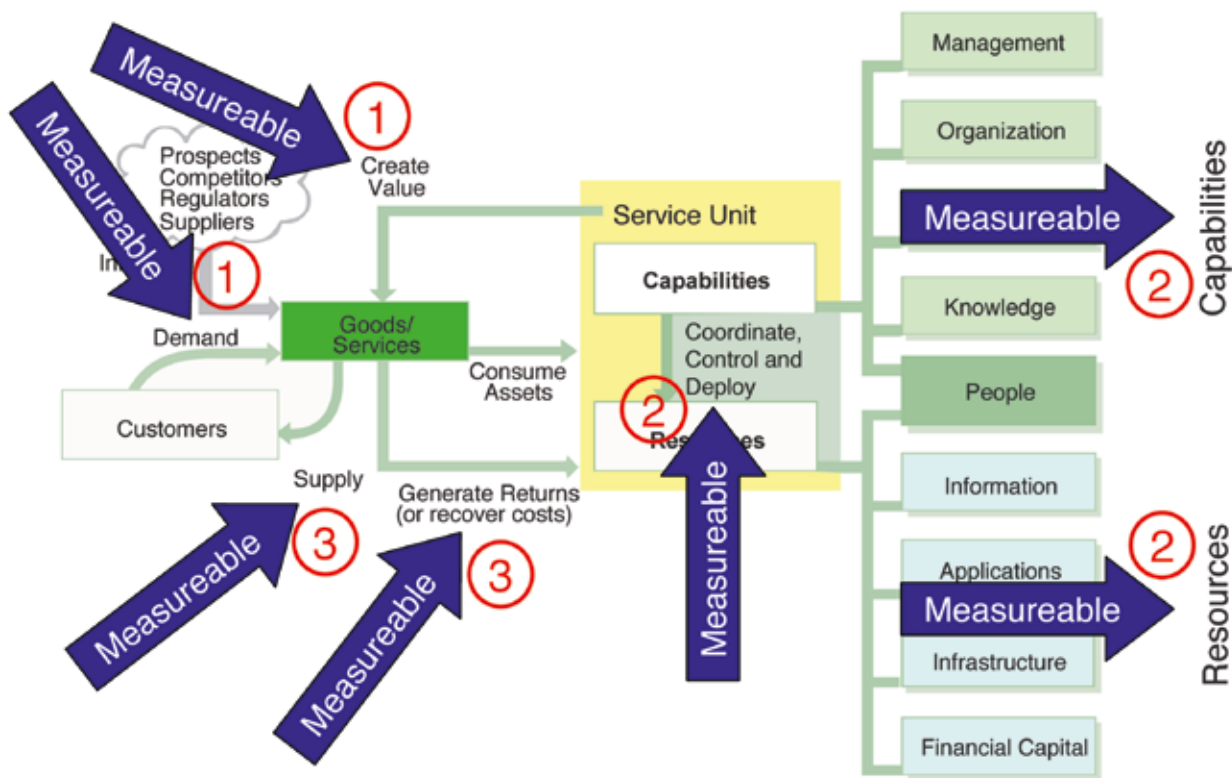 Measureable
1
Create
Value
Measureable
Prospects
Competitors
Regulators
Suppliers
1
Demand
Goods/
Services
Customers
Consume
Assets
Supply
3
Measureable
Generate Returns
(or recover costs)
3
Measureable
Service Unit
Capabilities
Coordinate,
Control and
Deploy
2
Measureable
Management
Organization
Measureable
2
Capabilities
Knowledge
People
Information
2
Applications
Measureable
Resources
Infrastructure
Financial Capital